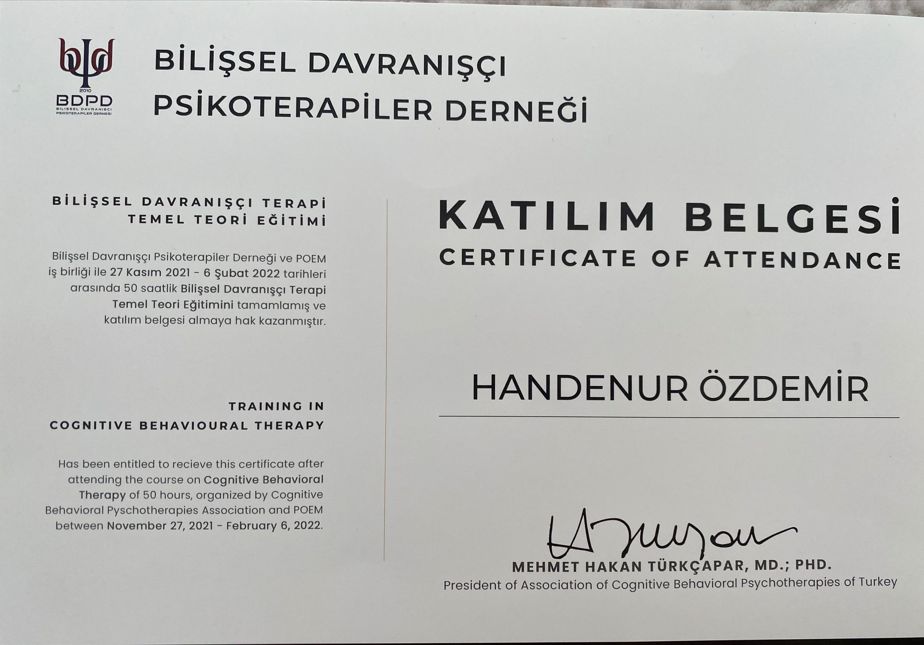 bψd
2010
BDPD
BİLİŞSEL DAVRANIŞÇI
PSİKOTERAPİLER DERNEĞİ
BİLİŞSEL DAVRANIŞÇI
PSİKOTERAPİLER DERNEĞİ
BİLİŞSEL DAVRANIŞÇI TERAPİ
TEMEL TEORİ EĞİTİMİ
Bilişsel Davranışçı Psikoterapiler Derneği ve POEM
iş birliği ile 27 Kasım 2021 - 6 Şubat 2022 tarihleri
arasında 50 saatlik Bilişsel Davranışçı Terapi
Temel Teori Eğitimini tamamlamış ve
katılım belgesi almaya hak kazanmıştır.
TRAINING IN
COGNITIVE BEHAVIOURAL THERAPY
Has been entitled to recieve this certificate after
attending the course on Cognitive Behavioral
Therapy of 50 hours, organized by Cognitive
Behavioral Pyschotherapies Association and POEM
between November 27, 2021 - February 6, 2022.
KATILIM BELGESİ
CERTIFICATE OF ATTENDANCE
HANDENUR ÖZDEMİR
MEHMET HAKAN TÜRKÇAPAR, MD.; PHD.
President of Association of Cognitive Behavioral Psychotherapies of Turkey